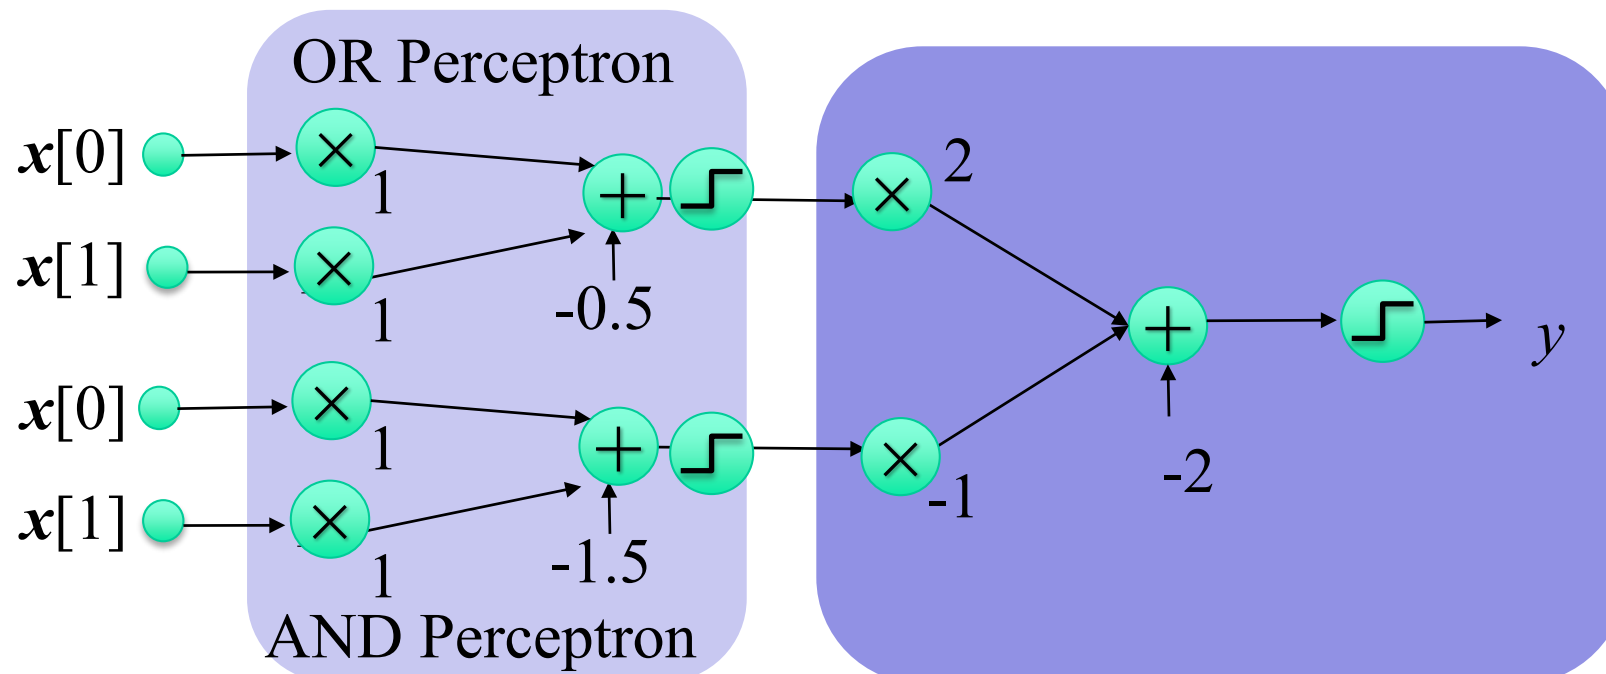 OR Perceptron
x[0]
1
x[1]
1
-0.5
x[0]
1
x[1]
1
-1.5
AND Perceptron
2
-1
-2
y